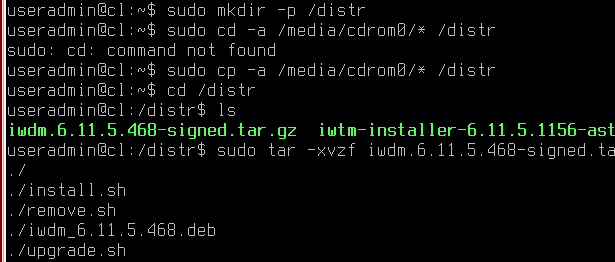 useradmin@cl:~$ sudo mkdir -p /distr
useradmin@cl:~$ sudo cd -a /media/cdrom0/* /distr
sudo: cd: command not found
useradmin@cl:~$ sudo cp -a /media/cdrom0/* /distr
useradmin@cl:~$ cd /distr
useradmin@cl:/distr$ ls
iwdm.6.11.5.468-signed.tar.gz  iwtm-installer-6.11.5.1156-ast
useradmin@cl:/distr$ sudo tar -xvzf iwdm.6.11.5.468-signed.ta
./
./install.sh
./remove.sh
./iwdm_6.11.5.468.deb
./upgrade.sh